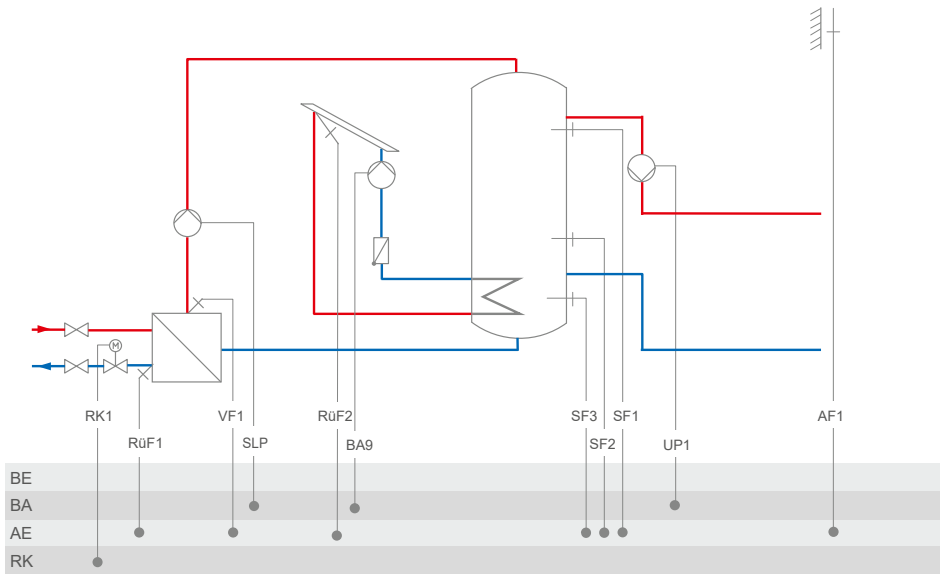 M
RK1
VF1
RüF2
SF3
SF1
AF1
RüF1
SLP
BA9
SF2
UP1
BE
BA
AE
RK